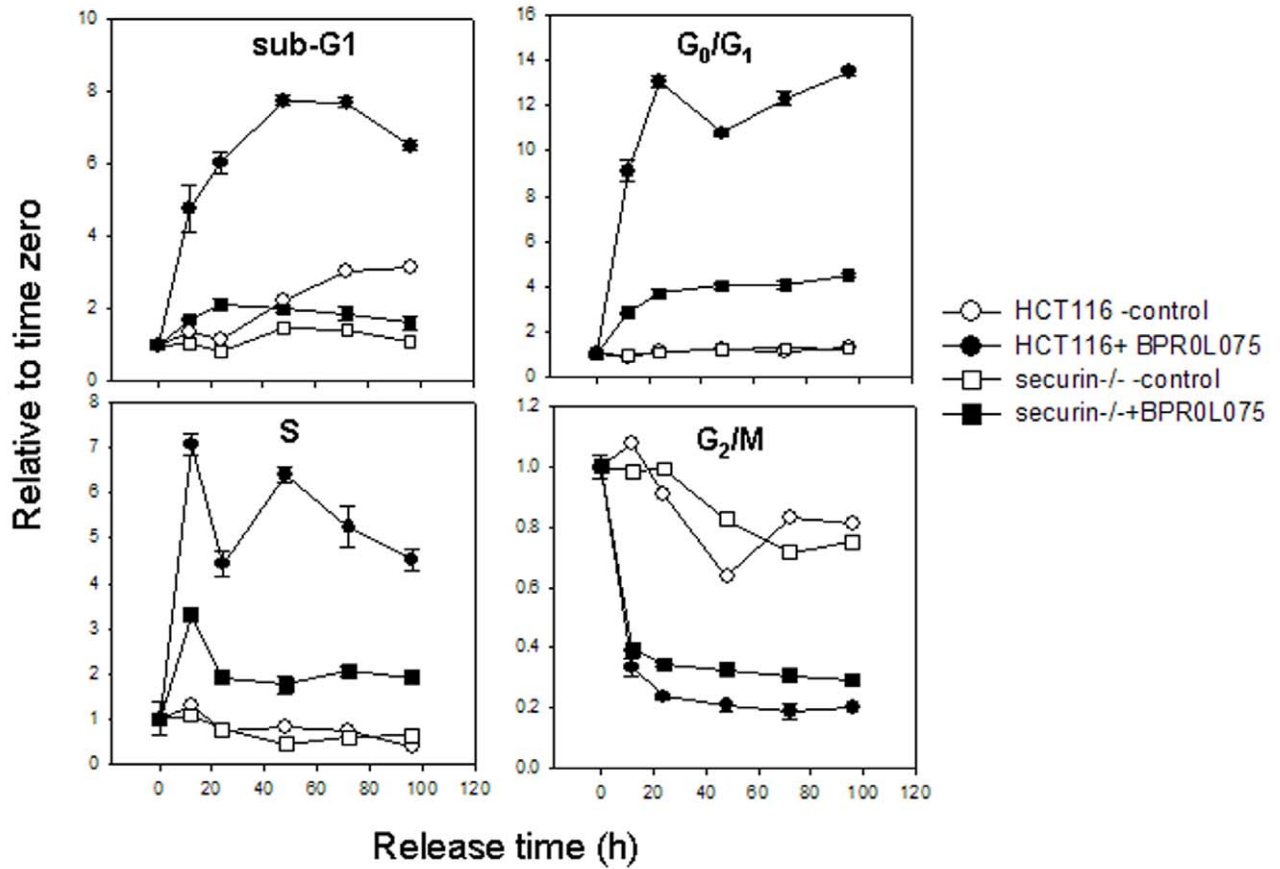 sub-G1
10
8
6
4
2
0
G0/G1
16
14
12
10
8
6
4
2
0
HCT116 -control
HCT116+ BPR0L075
securin-/- -control
securin-/-+BPR0L075
Relative to time zero
S
8
7
6
5
4
3
2
1
0
0 20 40 60 80 100 120
G2/M
1.2
1.0
0.8
0.6
0.4
0.2
0.0
0 20 40 60 80 100 120
Release time (h)